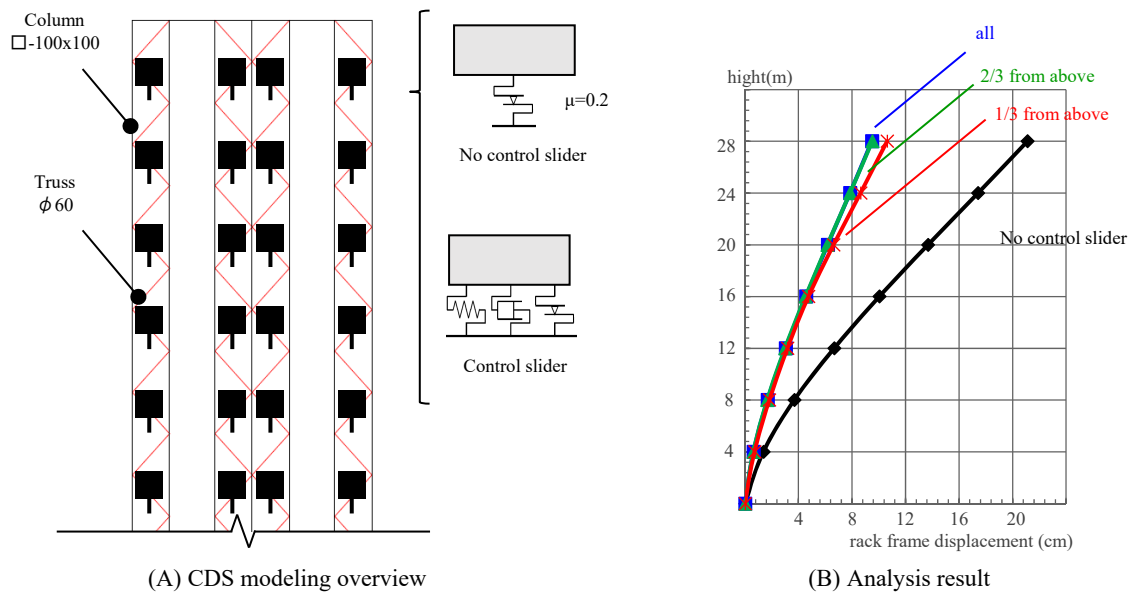 Column
□-100x100
Truss
ϕ60
μ=0.2
No control slider
Control slider
(A) CDS modeling overview
all
hight(m)
2/3 from above
1/3 from above
28
24
20
No control slider
16
12
8
4
4
8
12
16
20
rack frame displacement (cm)
(B) Analysis result